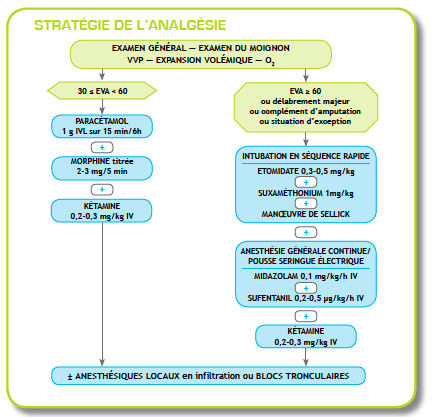 STRATÉGIE DE L'ANALGÉSIE
EXAMEN GÉNÉRAL — EXAMEN DU MOIGNON
VVP — EXPANSION VOLÉMIQUE — O2
30 ≤ EVA < 60
PARACÉTAMOL
1 g IVL sur 15 min/6h
+
MORPHINE titrée
2-3 mg/5 min
+
KÉTAMINE
0,2-0,3 mg/kg IV
EVA ≥ 60
ou délabrement majeur
ou complément d'amputation
ou situation d'exception
INTUBATION EN SÉQUENCE RAPIDE
ETOMIDATE 0,3-0,5 mg/kg
+
SUXAMÉTHONIUM 1mg/kg
+
MANŒUVRE DE SELLICK
+
ANESTHÉSIE GÉNÉRALE CONTINUE/
POUSSE SERINGUE ÉLECTRIQUE
MIDAZOLAM 0,1 mg/kg/h IV
+
SUFENTANIL 0,2-0,5 µg/kg/h IV
+
KÉTAMINE
0,2-0,3 mg/kg IV
± ANESTHÉSIQUES LOCAUX en infiltration ou BLOCS TRONCULAIRES